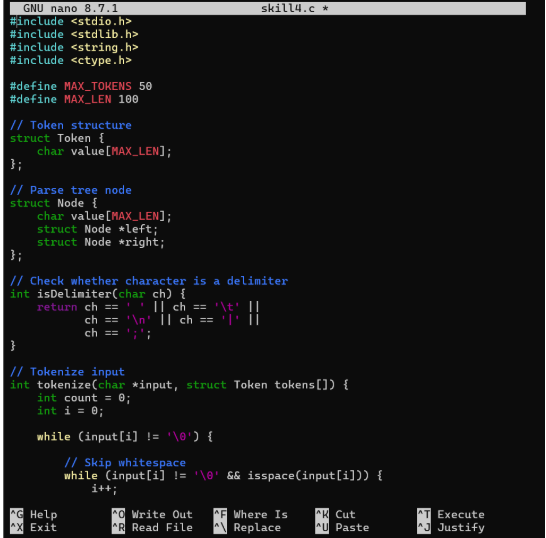 GNU nano 8.7.1 skill4.c *
#include <stdio.h>
#include <stdlib.h>
#include <string.h>
#include <ctype.h>
#define MAX_TOKENS 50
#define MAX_LEN 100
// Token structure
struct Token {
    char value[MAX_LEN];
};
// Parse tree node
struct Node {
    char value[MAX_LEN];
    struct Node *left;
    struct Node *right;
};
// Check whether character is a delimiter
int isDelimiter(char ch) {
    return ch == ' ' || ch == '\t' ||
           ch == '\n' || ch == '|' ||
           ch == ';';
}
// Tokenize input
int tokenize(char *input, struct Token tokens[]) {
    int count = 0;
    int i = 0;
    while (input[i] != '\0') {
        // Skip whitespace
        while (input[i] != '\0' && isspace(input[i])) {
            i++;
^G Help ^O Write Out ^F Where Is ^K Cut ^T Execute
^X Exit ^R Read File ^\ Replace ^U Paste ^J Justify